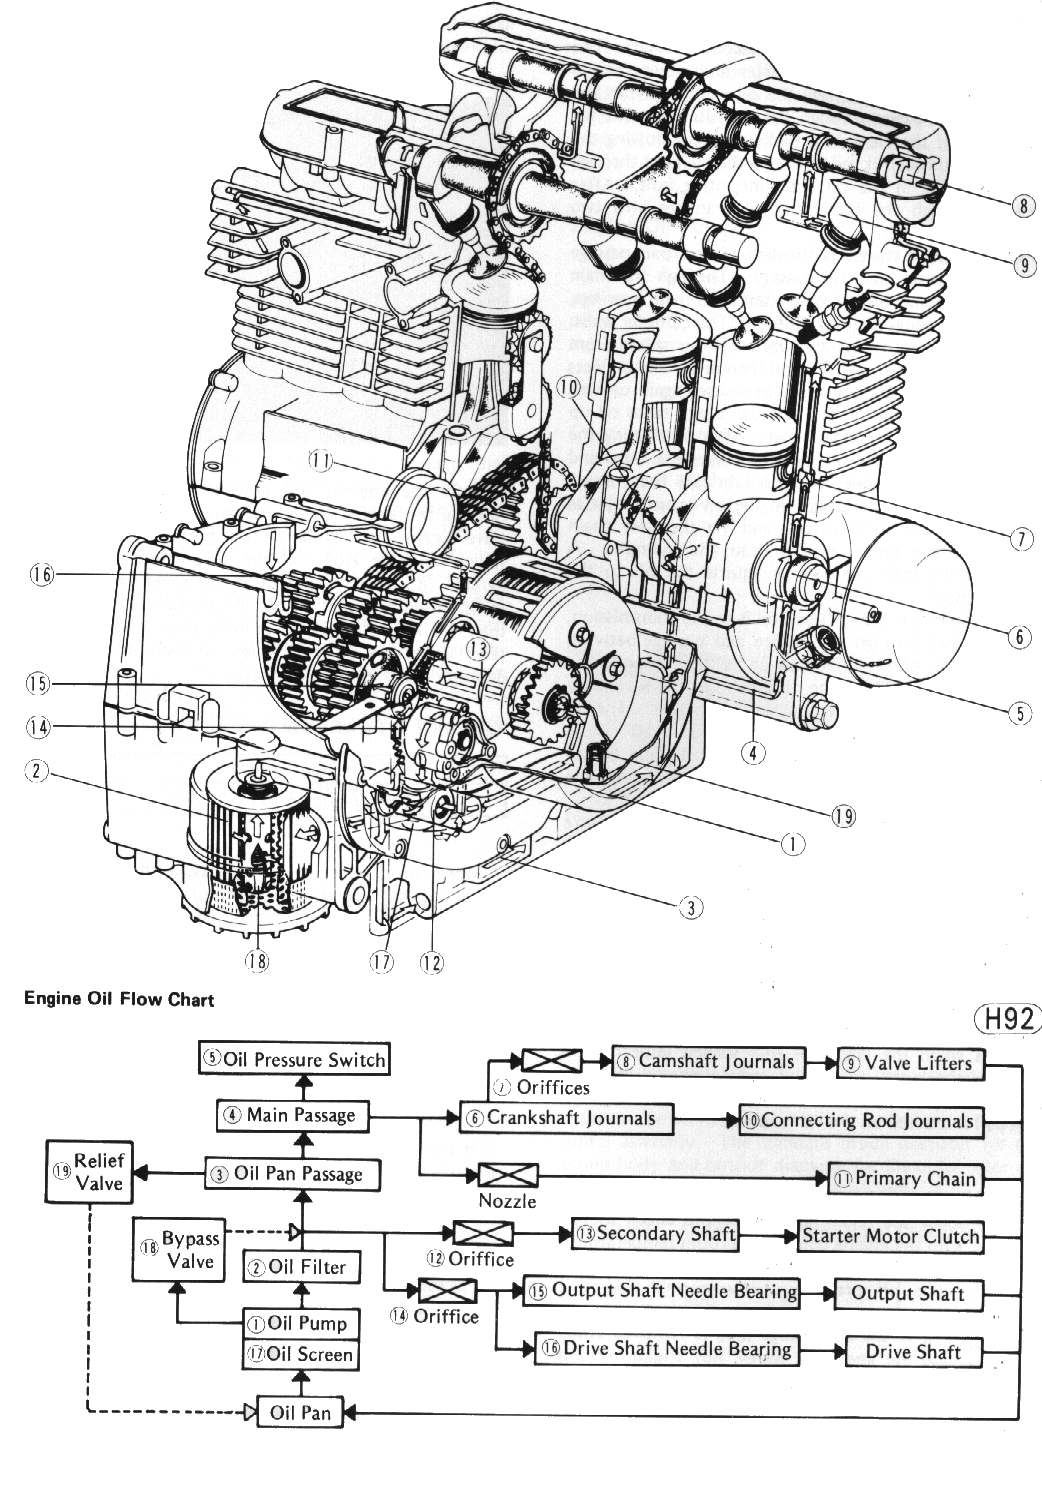 ⑧
⑨
⑩
⑪
⑦
⑯
⑬
⑥
⑮
⑭
⑤
④
②
⑲
①
③
⑱
⑰
⑫
Engine Oil Flow Chart
H92
⑤ Oil Pressure Switch
⑧ Camshaft Journals
⑨ Valve Lifters
⑦ Oriffices
④ Main Passage
⑥ Crankshaft Journals
⑩ Connecting Rod Journals
⑲ Relief
Valve
③ Oil Pan Passage
⑪ Primary Chain
Nozzle
⑱ Bypass
Valve
⑬ Secondary Shaft
Starter Motor Clutch
② Oil Filter
⑫ Oriffice
⑮ Output Shaft Needle Bearing
Output Shaft
① Oil Pump
⑭ Oriffice
⑰ Oil Screen
⑯ Drive Shaft Needle Bearing
Drive Shaft
Oil Pan